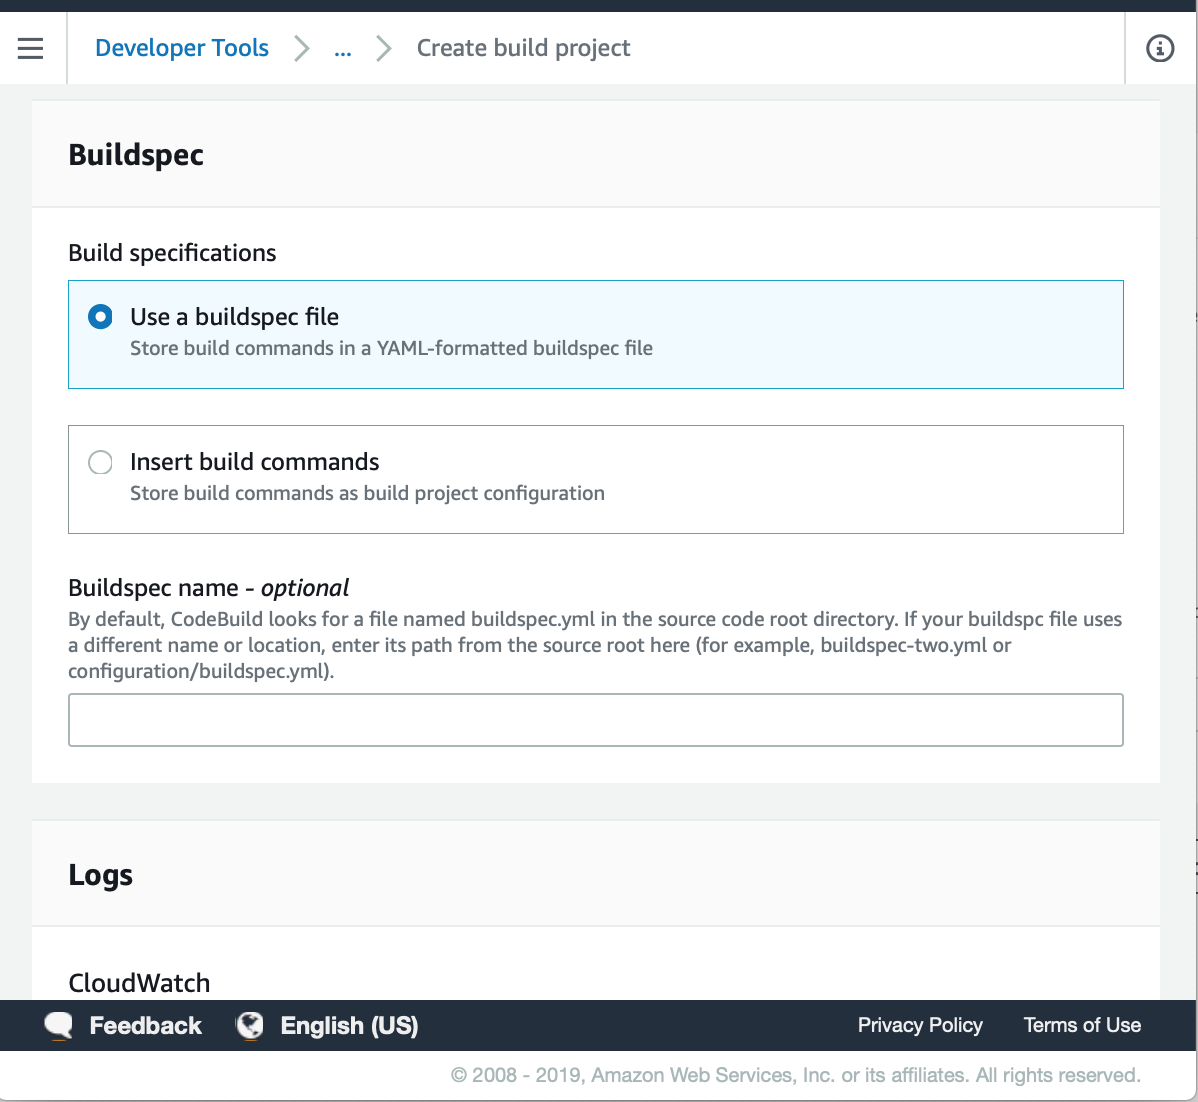 Developer Tools > ... > Create build project
Buildspec
Build specifications
Use a buildspec file
Store build commands in a YAML-formatted buildspec file
Insert build commands
Store build commands as build project configuration
Buildspec name - optional
By default, CodeBuild looks for a file named buildspec.yml in the source code root directory. If your buildspc file uses
a different name or location, enter its path from the source root here (for example, buildspec-two.yml or
configuration/buildspec.yml).
Logs
CloudWatch
Feedback English (US) Privacy Policy Terms of Use
© 2008 - 2019, Amazon Web Services, Inc. or its affiliates. All rights reserved.